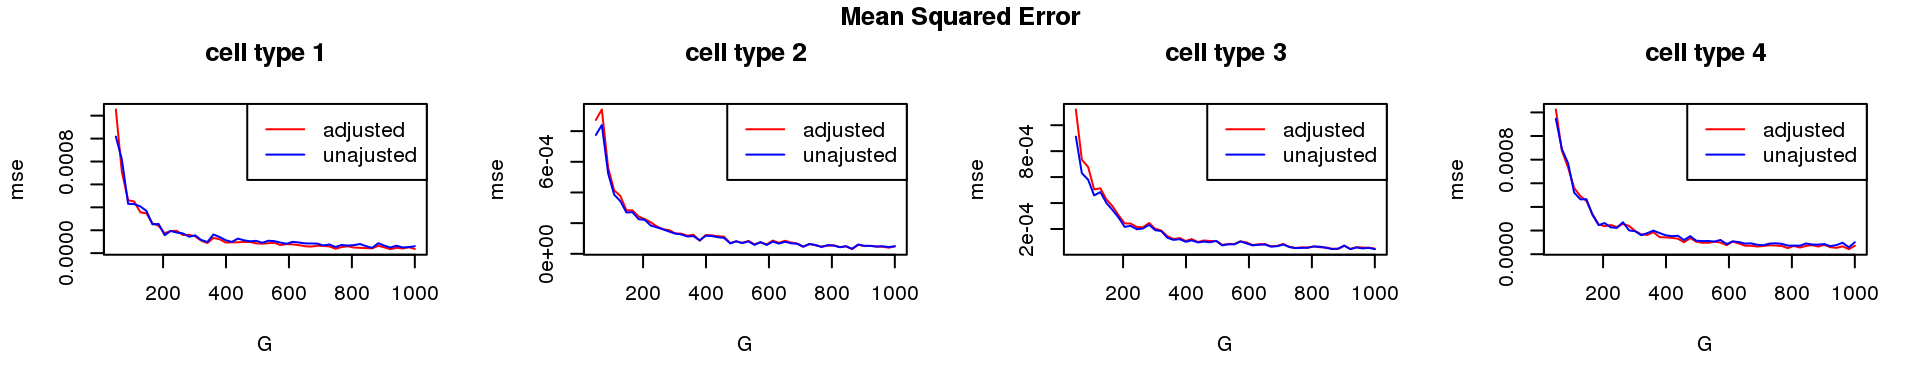 Mean Squared Error
cell type 1
mse
0.0000 0.0008
adjusted
unajusted
200 400 600 800 1000
G
cell type 2
mse
0e+00 6e-04
adjusted
unajusted
200 400 600 800 1000
G
cell type 3
mse
2e-04 8e-04
adjusted
unajusted
200 400 600 800 1000
G
cell type 4
mse
0.0000 0.0008
adjusted
unajusted
200 400 600 800 1000
G